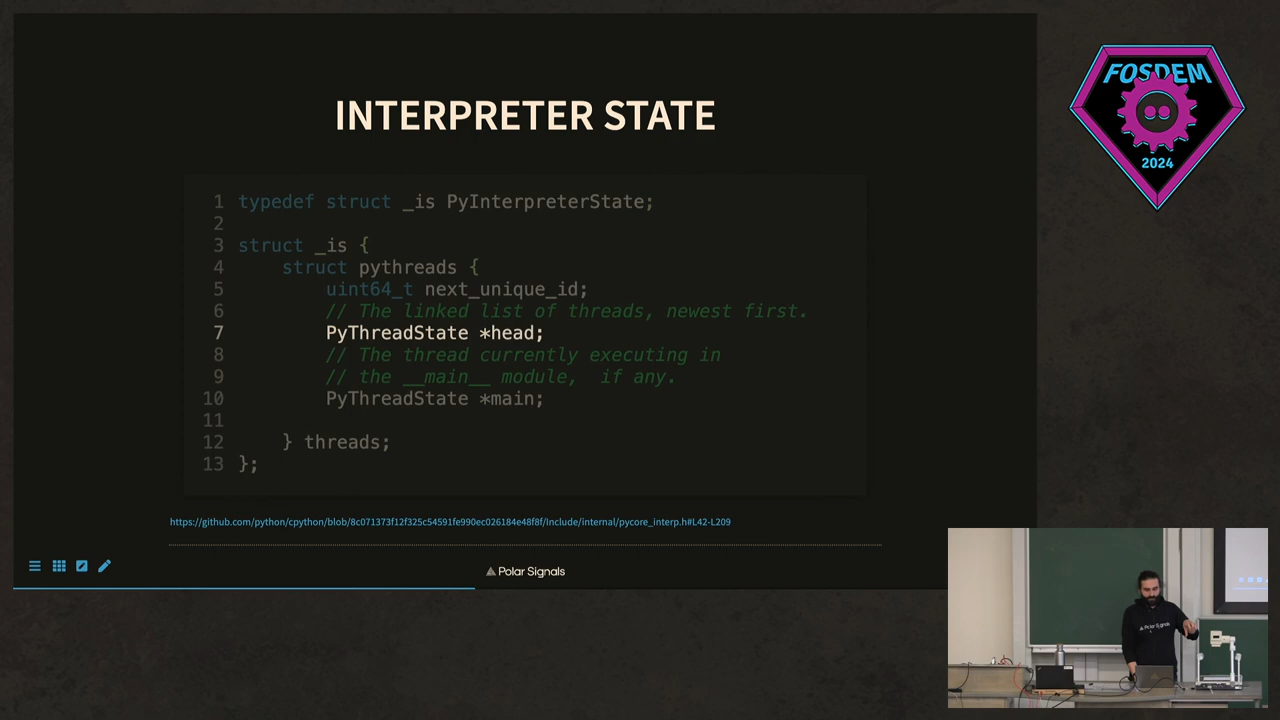 INTERPRETER STATE
1 typedef struct _is PyInterpreterState;
2
3 struct _is {
4 struct pythreads {
5 uint64_t next_unique_id;
6 // The linked list of threads, newest first.
7 PyThreadState *head;
8 // The thread currently executing in
9 // the __main__ module,  if any.
10 PyThreadState *main;
11
12 } threads;
13 };
https://github.com/python/cpython/blob/8c071373f12f325c54591fe990ec026184e48f8f/Include/internal/pycore_interp.h#L42-L209
Polar Signals
FOSDEM
2024
Polar Signals